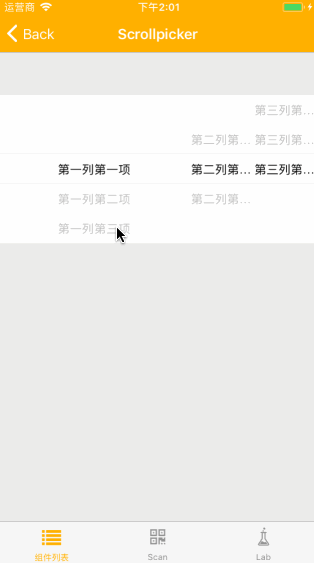 运营商 下午2:01
Back Scrollpicker
第三列第...
第二列第... 第三列第...
第一列第一项 第二列第... 第三列第...
第一列第二项 第二列第...
第一列第三项
组件列表 Scan Lab